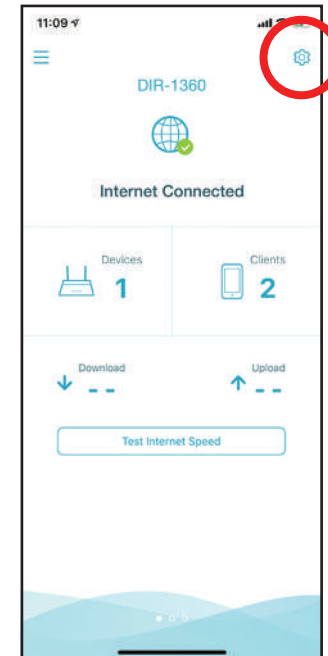 11:09
DIR-1360
Internet Connected
Devices
1
Clients
2
Download
- -
Upload
- -
Test Internet Speed